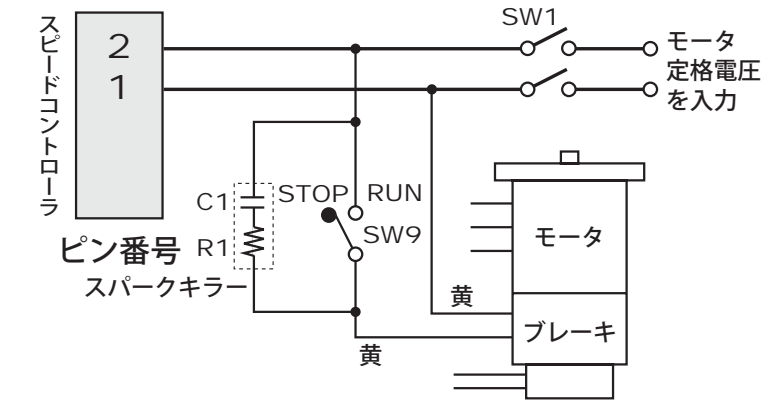 スピードコントローラ
2
1
ピン番号
SW1
モータ
定格電圧
を入力
C1
R1
スパークキラー
STOP
RUN
SW9
モータ
黄
ブレーキ
黄